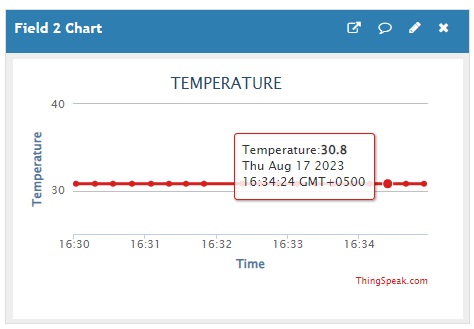 Field 2 Chart
TEMPERATURE
40
30
Temperature
Temperature:30.8
Thu Aug 17 2023
16:34:24 GMT+0500
16:30 16:31 16:32 16:33 16:34
Time
ThingSpeak.com